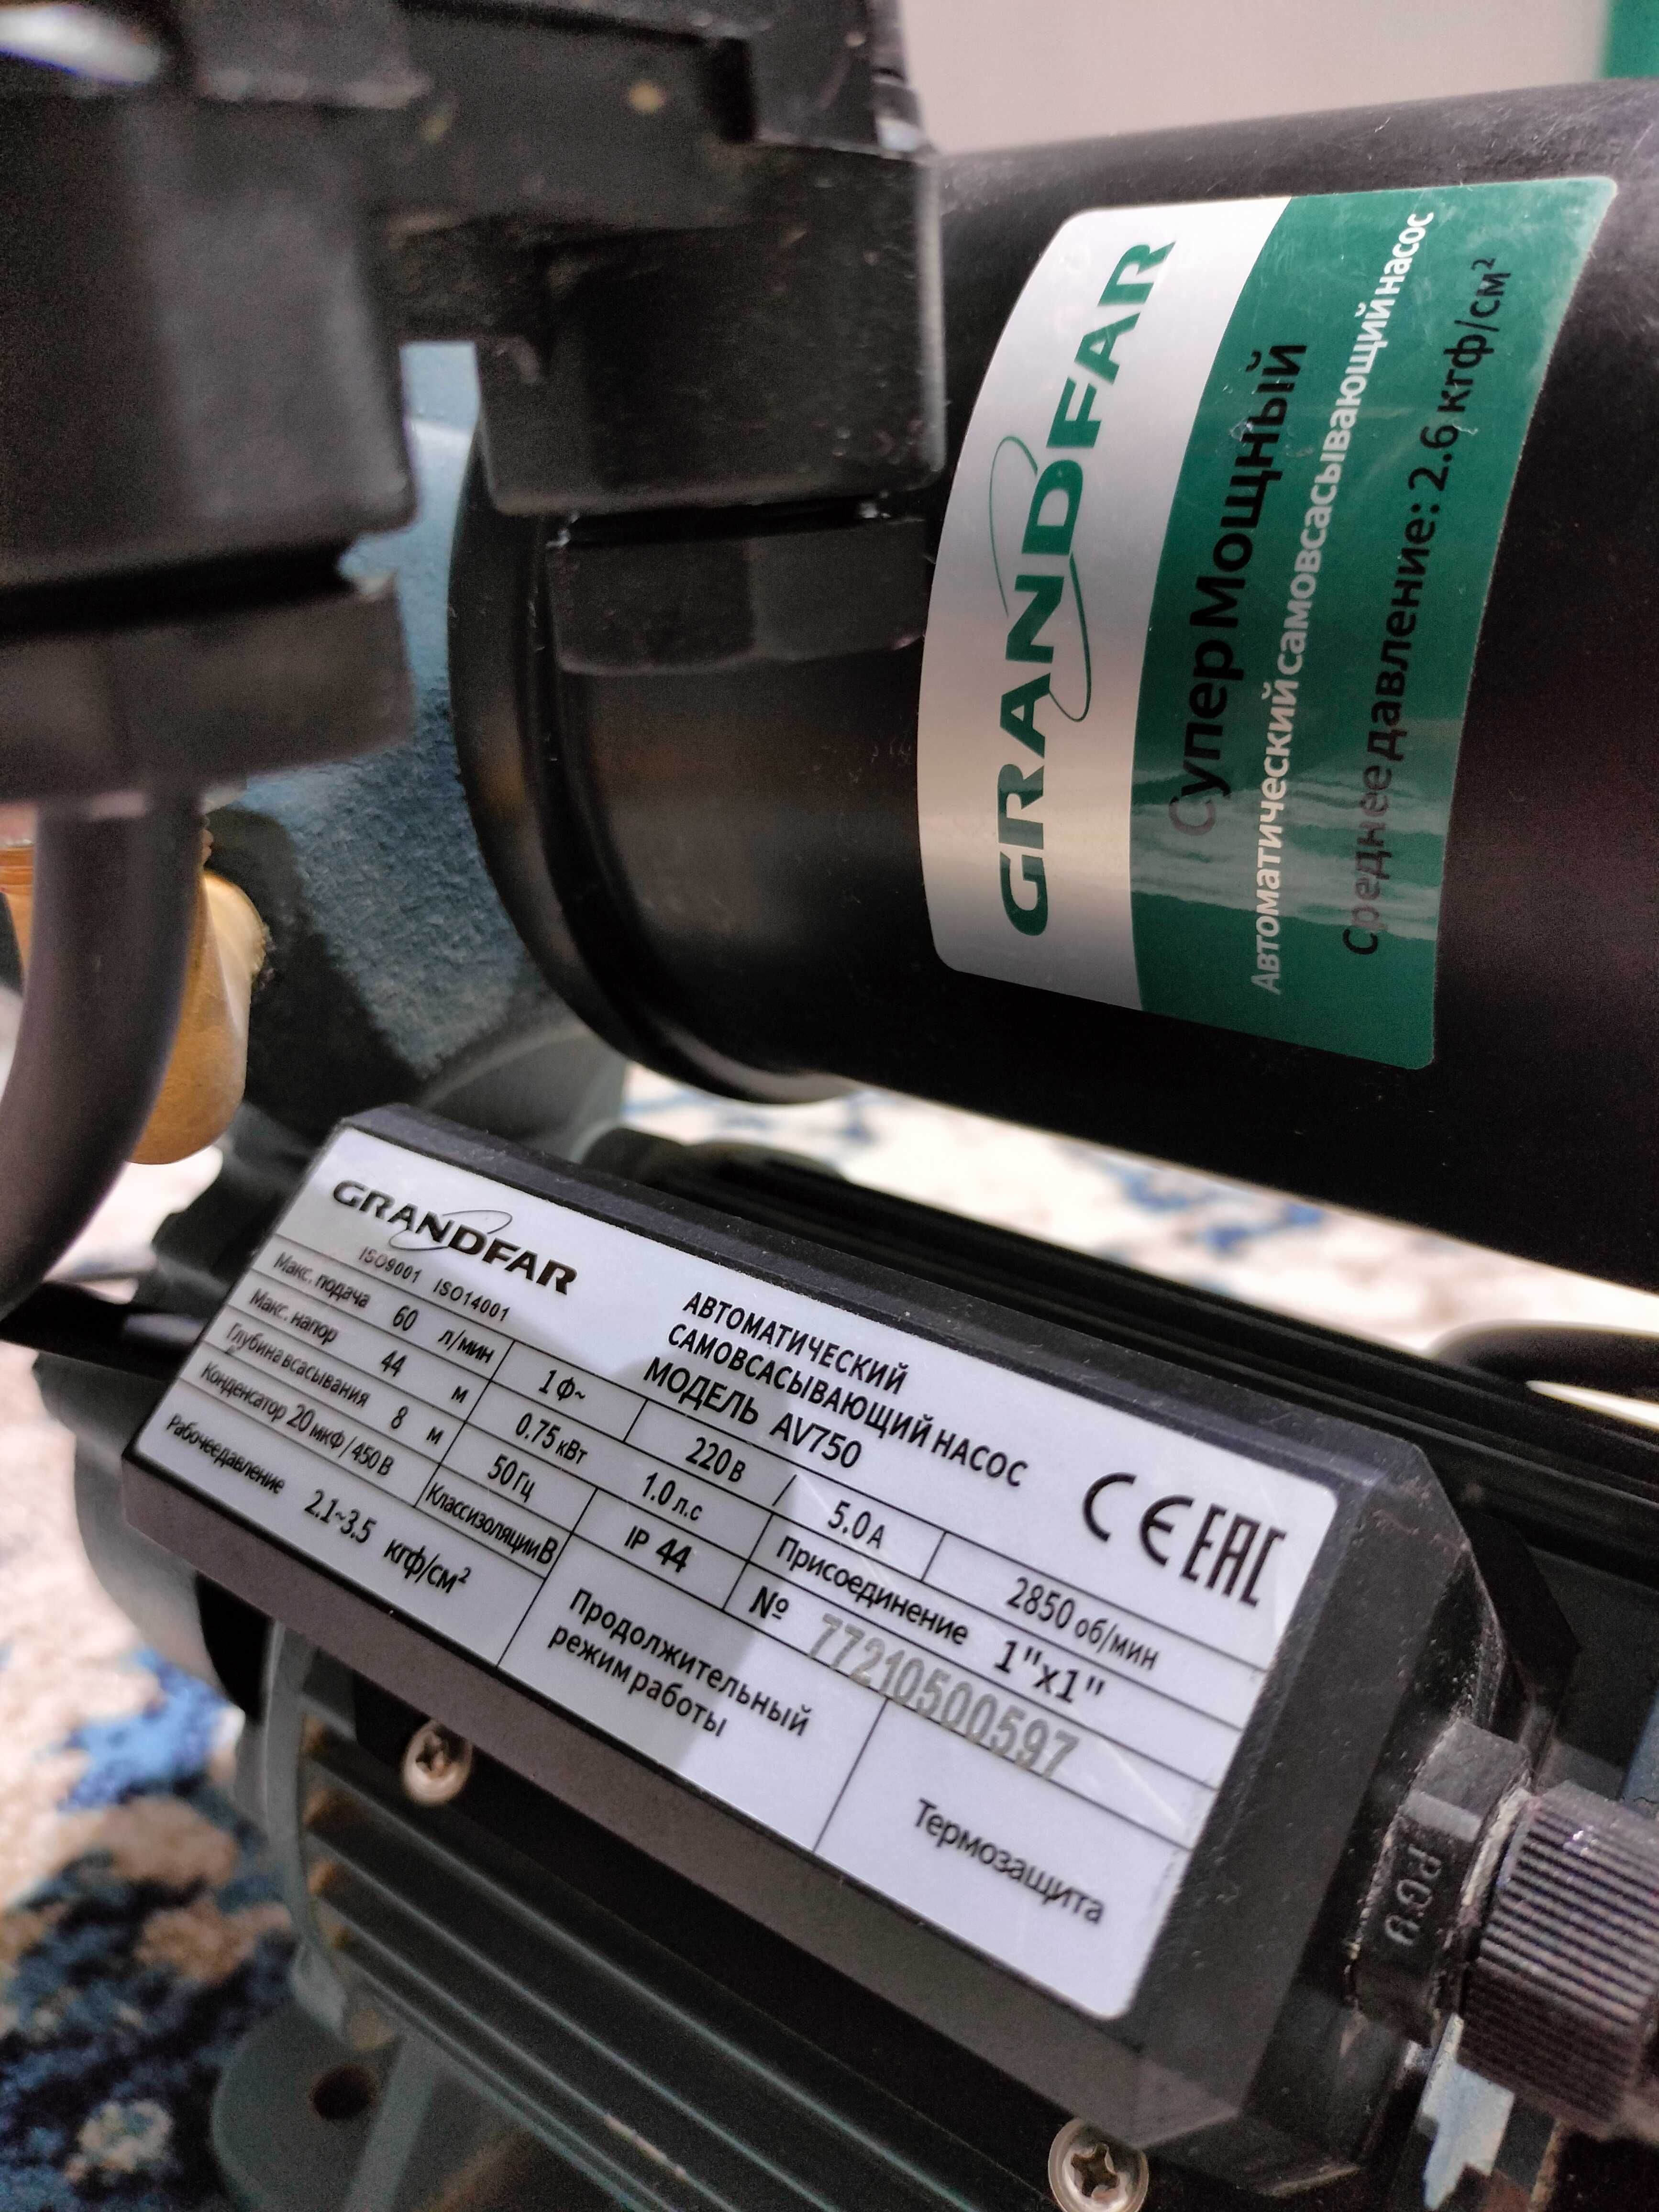 GRANDFAR
Супер Мощный
Автоматический самовсасывающий насос
Среднее давление: 2.6 кгф/см²
GRANDFAR
ISO9001 ISO14001
АВТОМАТИЧЕСКИЙ
САМОВСАСЫВАЮЩИЙ НАСОС
МОДЕЛЬ AV750
CE EAC
Макс. подача 60 л/мин
1 Ф~ 220 В 5.0 А 2850 об/мин
Макс. напор 44 м
0.75 кВт / 1.0 л.с
Присоединение 1"x1"
Глубина всасывания 8 м
50 Гц IP 44
№ 77210500597
Конденсатор 20 мкФ / 450 В
Класс изоляции В
Рабочее давление 2.1~3.5 кгф/см²
Продолжительный
режим работы
Термозащита
PG9